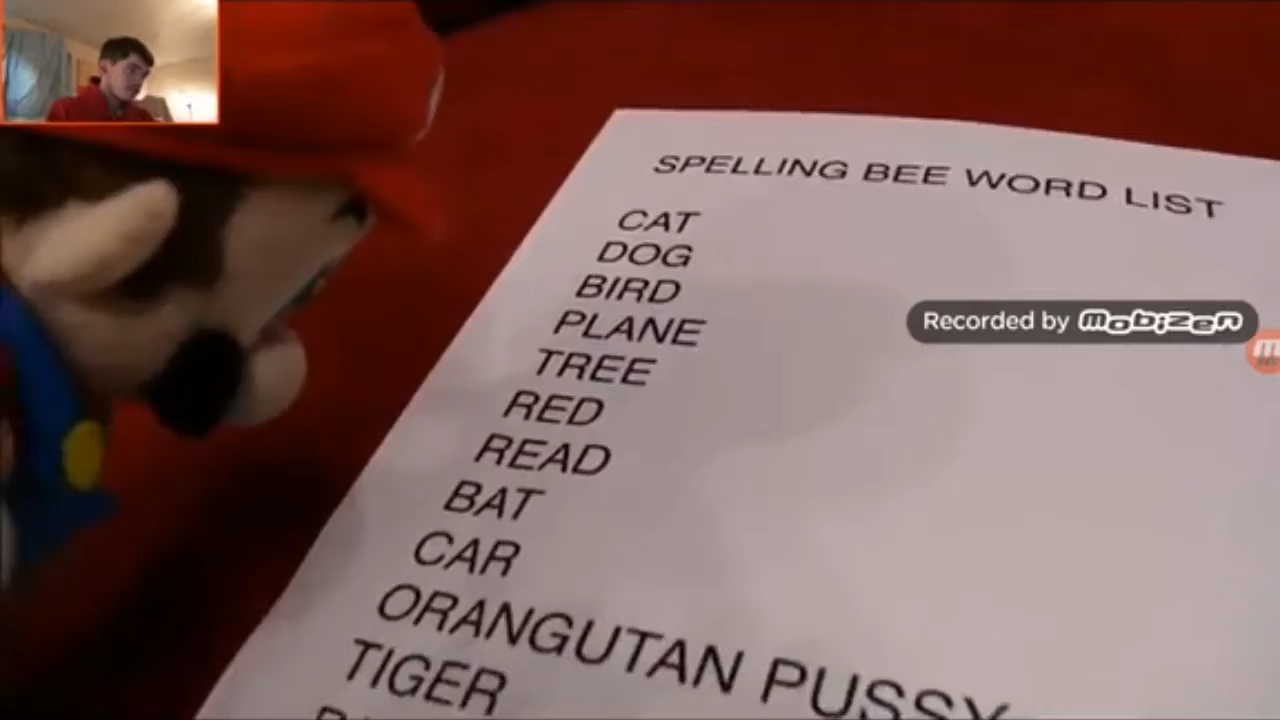 SPELLING BEE WORD LIST
CAT
DOG
BIRD
PLANE
TREE
RED
READ
BAT
CAR
ORANGUTAN PUSSY
TIGER
Recorded by mobizen